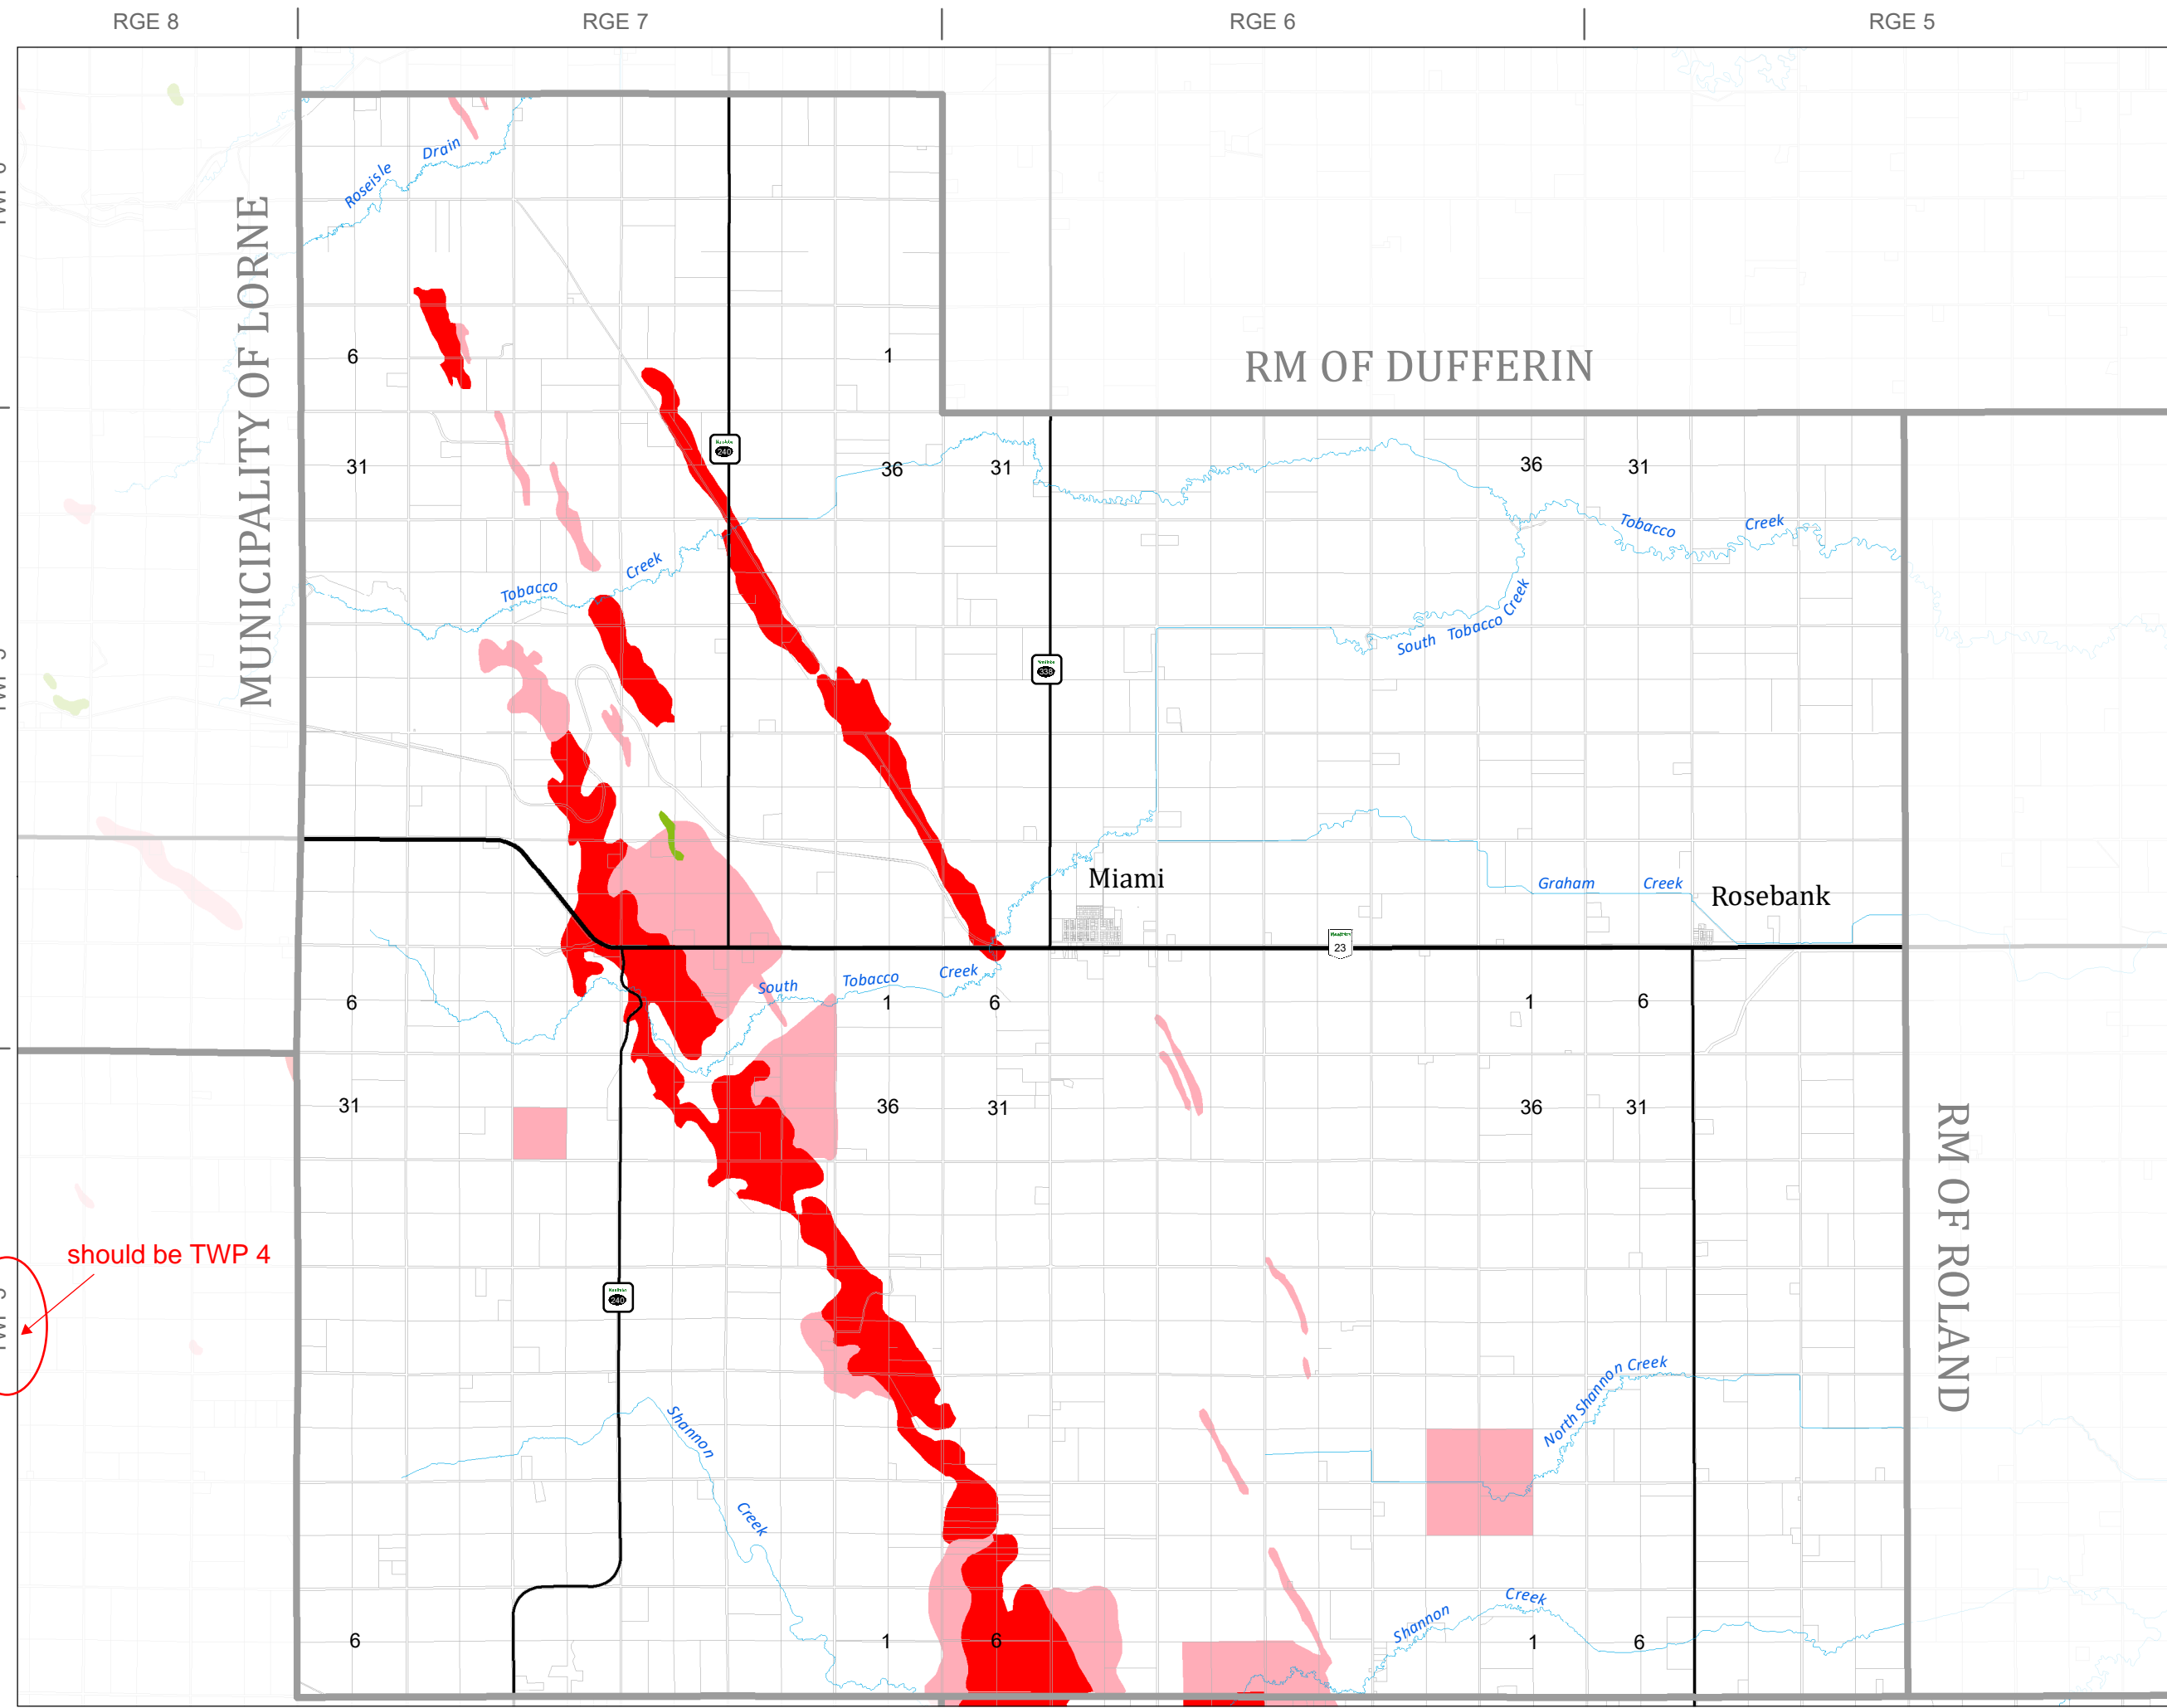 RGE 8
RGE 7
RGE 6
RGE 5
Roseisle
Drain
MUNICIPALITY OF LORNE
RM OF DUFFERIN
6
1
240
31
36
31
36
31
Tobacco
Creek
Tobacco
Creek
South Tobacco
Creek
338
Miami
Graham
Creek
Rosebank
23
South
Tobacco
Creek
6
1
6
1
6
31
36
31
36
31
RM OF ROLAND
should be TWP 4
240
Shannon
Creek
North Shannon Creek
Shannon
Creek
6
1
6
1
6